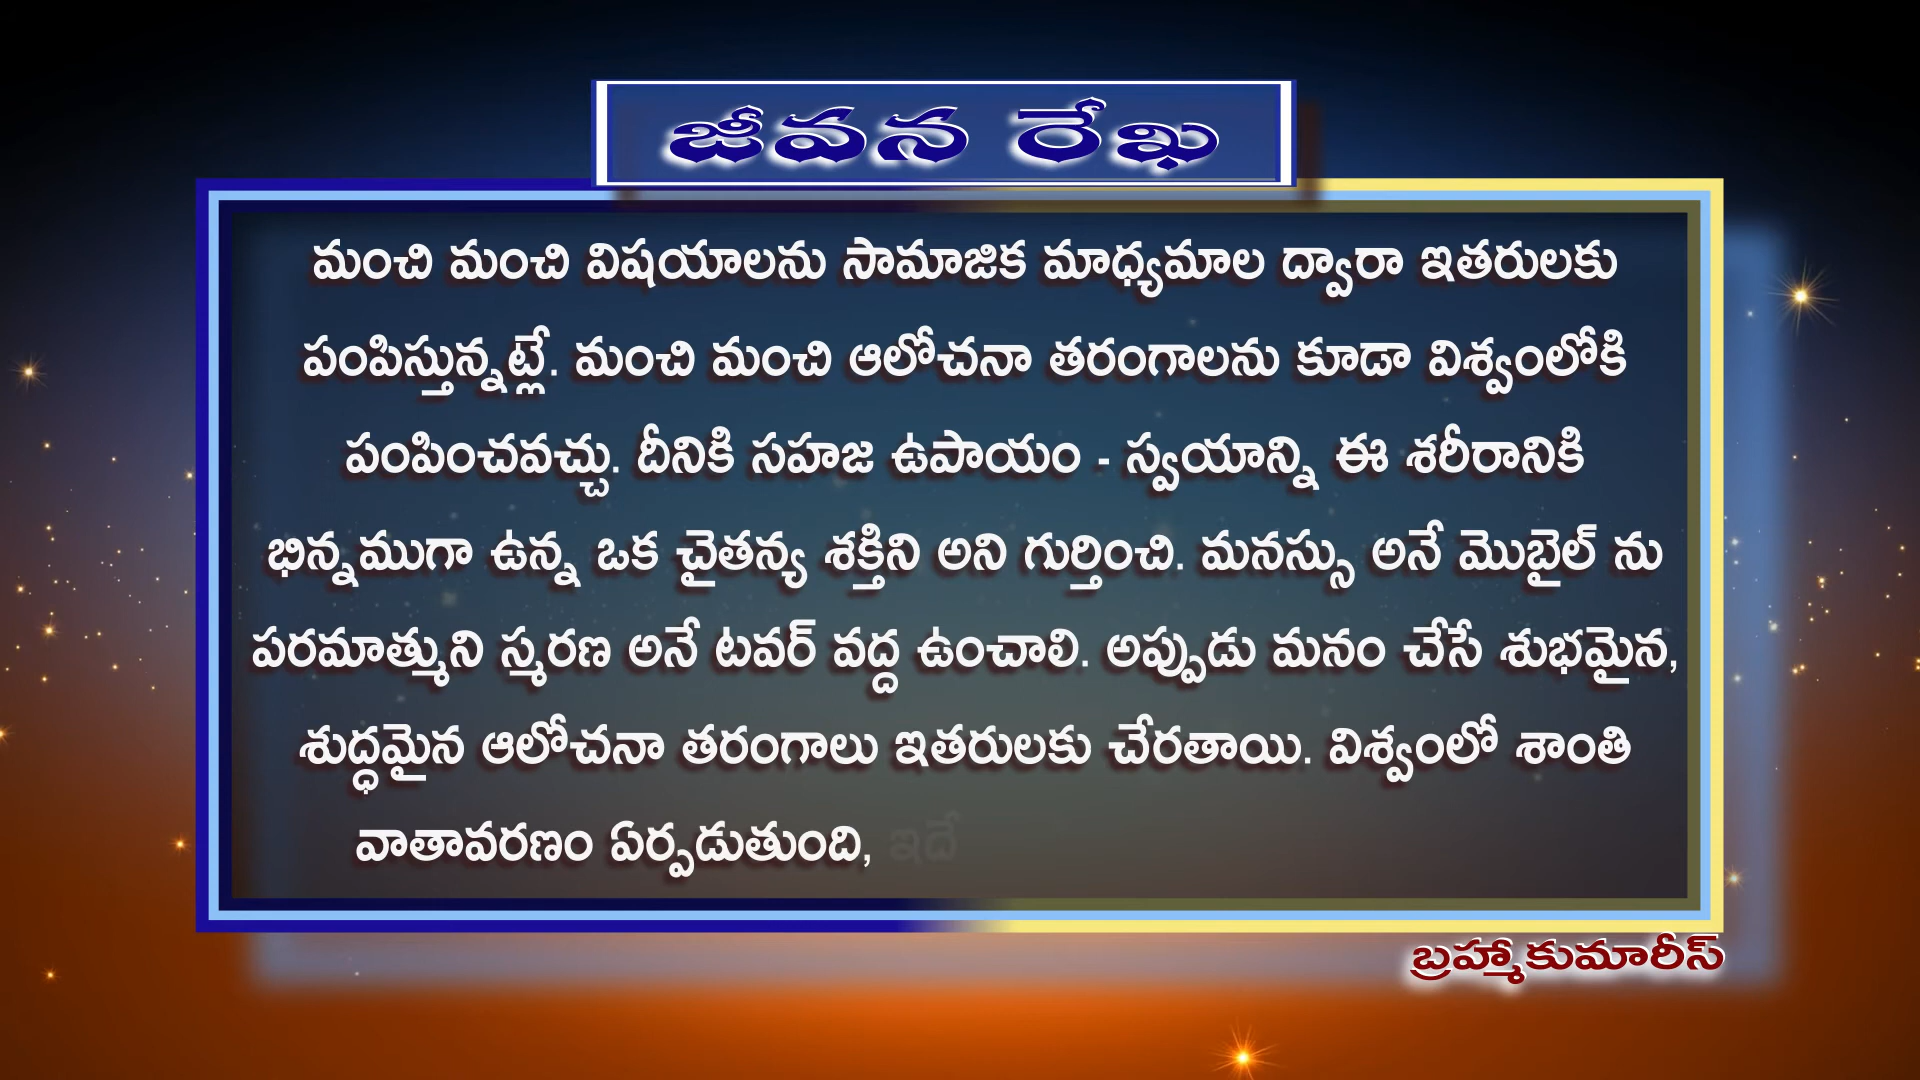 జీవన రేఖ
మంచి మంచి విషయాలను సామాజిక మాధ్యమాల ద్వారా ఇతరులకు
పంపిస్తున్నట్లే. మంచి మంచి ఆలోచనా తరంగాలను కూడా విశ్వంలోకి
పంపించవచ్చు. దీనికి సహజ ఉపాయం - స్వయాన్ని ఈ శరీరానికి
భిన్నముగా ఉన్న ఒక చైతన్య శక్తిని అని గుర్తించి. మనస్సు అనే మొబైల్ ను
పరమాత్ముని స్మరణ అనే టవర్ వద్ద ఉంచాలి. అప్పుడు మనం చేసే శుభమైన,
శుద్ధమైన ఆలోచనా తరంగాలు ఇతరులకు చేరతాయి. విశ్వంలో శాంతి
వాతావరణం ఏర్పడుతుంది, ఇదే
బ్రహ్మాకుమారీస్